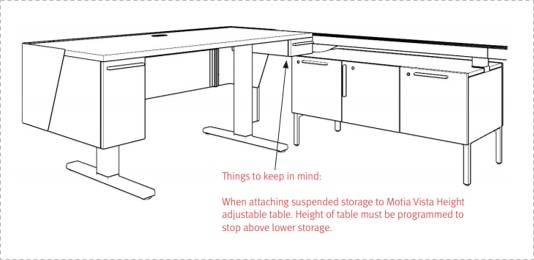 Things to keep in mind:
When attaching suspended storage to Motia Vista Height
adjustable table. Height of table must be programmed to
stop above lower storage.